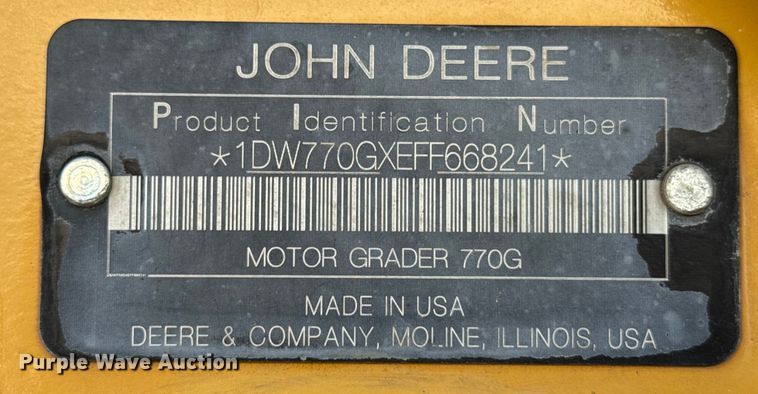 JOHN DEERE
Product Identification Number
*1DW770GXEFF668241*
MOTOR GRADER 770G
MADE IN USA
DEERE & COMPANY, MOLINE, ILLINOIS, USA
Purple Wave Auction